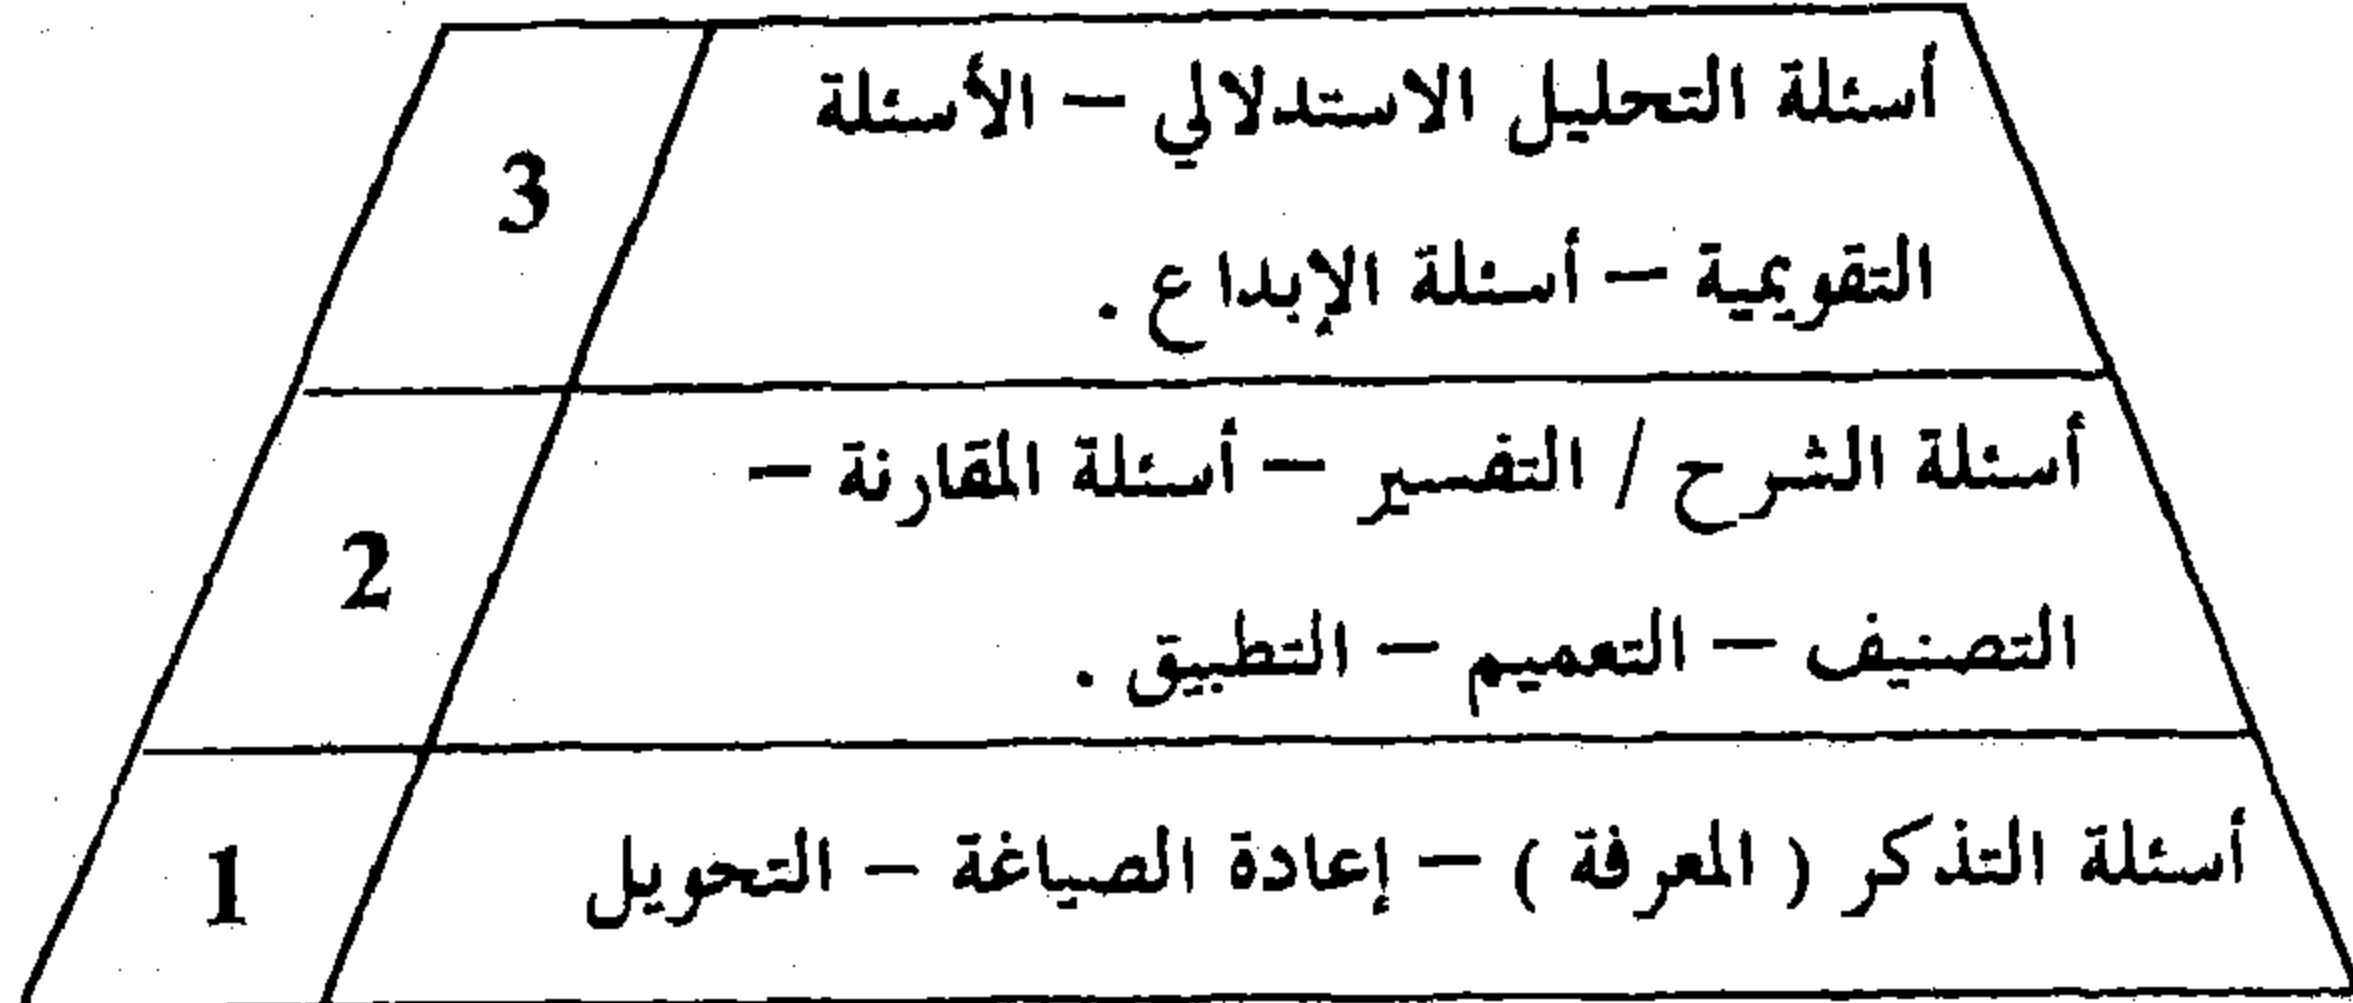 أسئلة التحليل الاستدلالي – الأسئلة
3
التقويمية – أسئلة الإبداع .
أسئلة الشرح / التفسير – أسئلة المقارنة –
2
التصنيف – التعميم – التطبيق .
أسئلة التذكر ( المعرفة ) – إعادة الصياغة – التحويل
1